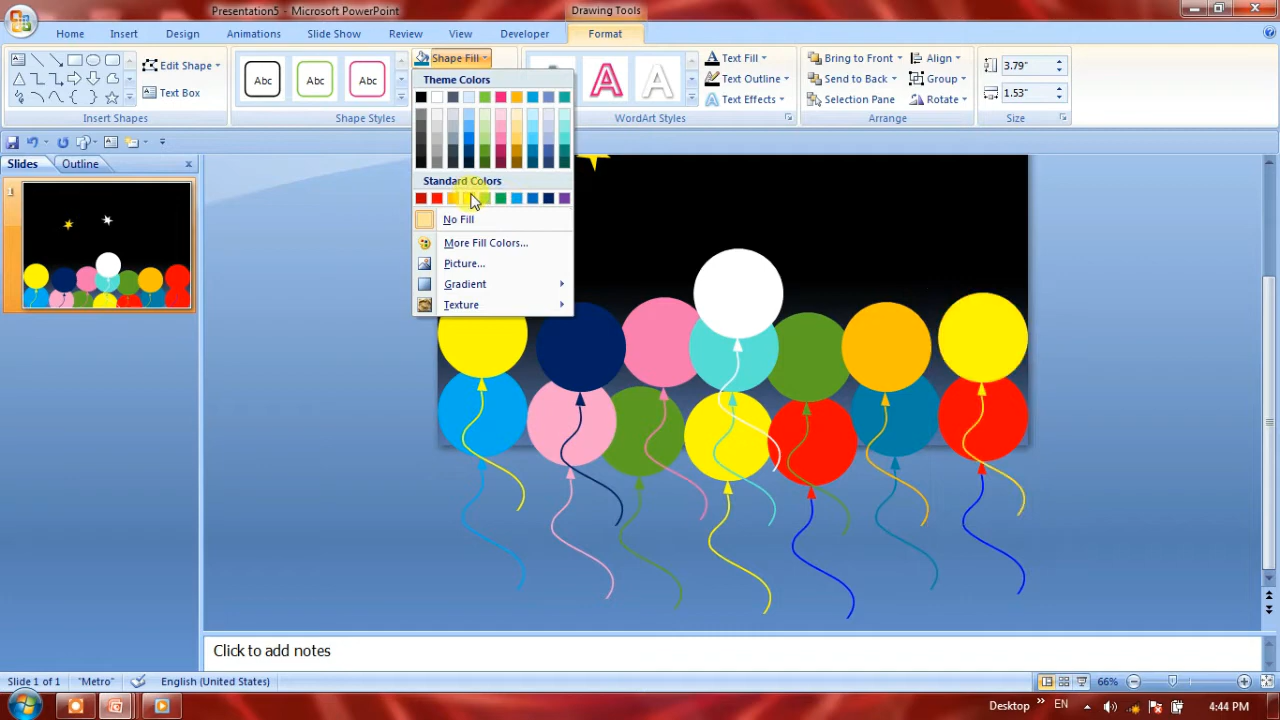 Presentation5 - Microsoft PowerPoint
Drawing Tools
Home Insert Design Animations Slide Show Review View Developer Format
Edit Shape
Text Box
Insert Shapes
Abc Abc Abc
Shape Styles
Shape Fill
Theme Colors
Standard Colors
No Fill
More Fill Colors...
Picture...
Gradient
Texture
A A
Text Fill
Text Outline
Text Effects
WordArt Styles
Bring to Front
Send to Back
Selection Pane
Align
Group
Rotate
Arrange
3.79"
1.53"
Size
Slides Outline
1
Click to add notes
Slide 1 of 1 "Metro" English (United States) 66%
Desktop EN 4:44 PM